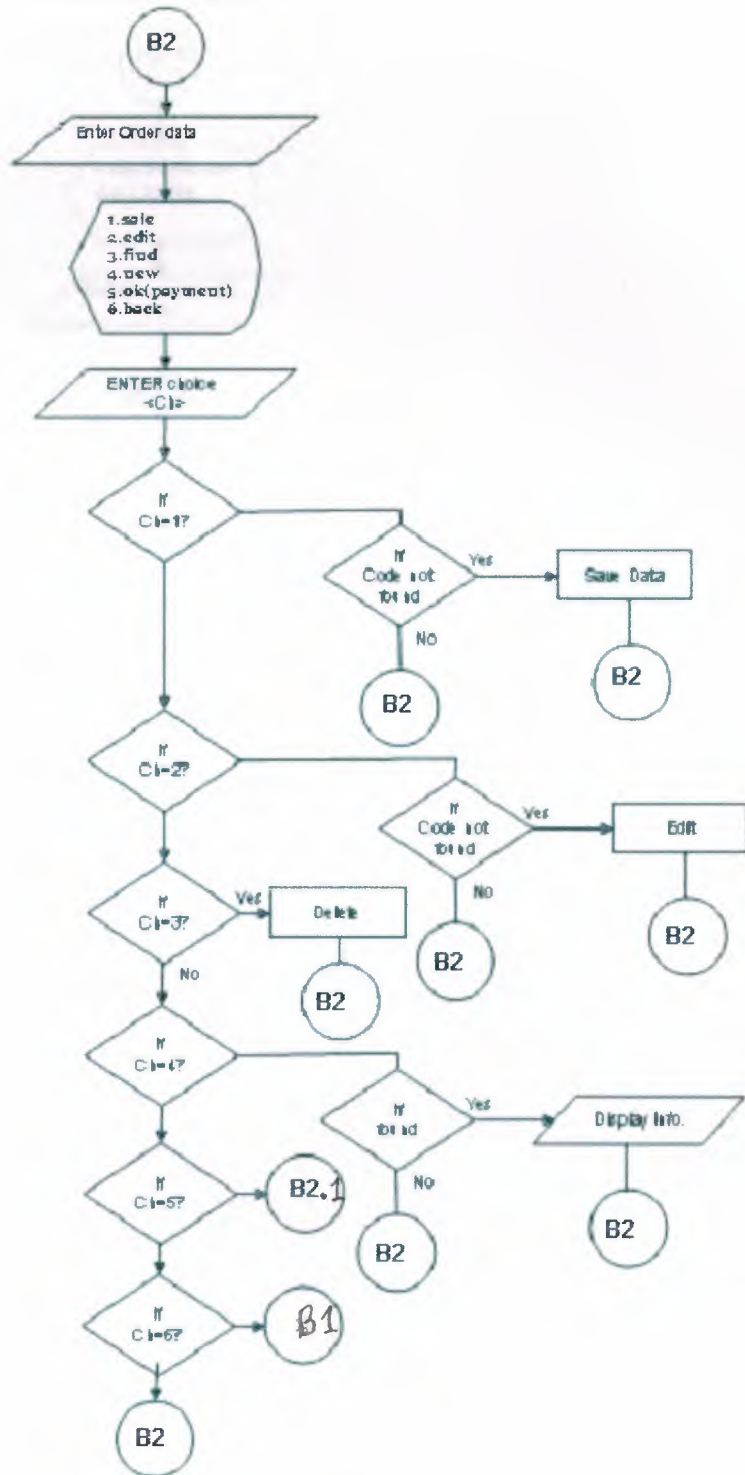 B2
Enter Order data
1.sale
2.edit
3.find
4.new
5.ok(payment)
6.back
ENTER choice
<Ch>
If
Ch=1?
If
Code not
found
Yes
Save Data
No
B2
B2
If
Ch=2?
If
Code not
found
Yes
Edit
No
B2
B2
If
Ch=3?
Yes
Delete
No
B2
If
Ch=4?
If
found
Yes
Display Info.
No
B2
B2
If
Ch=5?
B2.1
If
Ch=6?
B1
B2